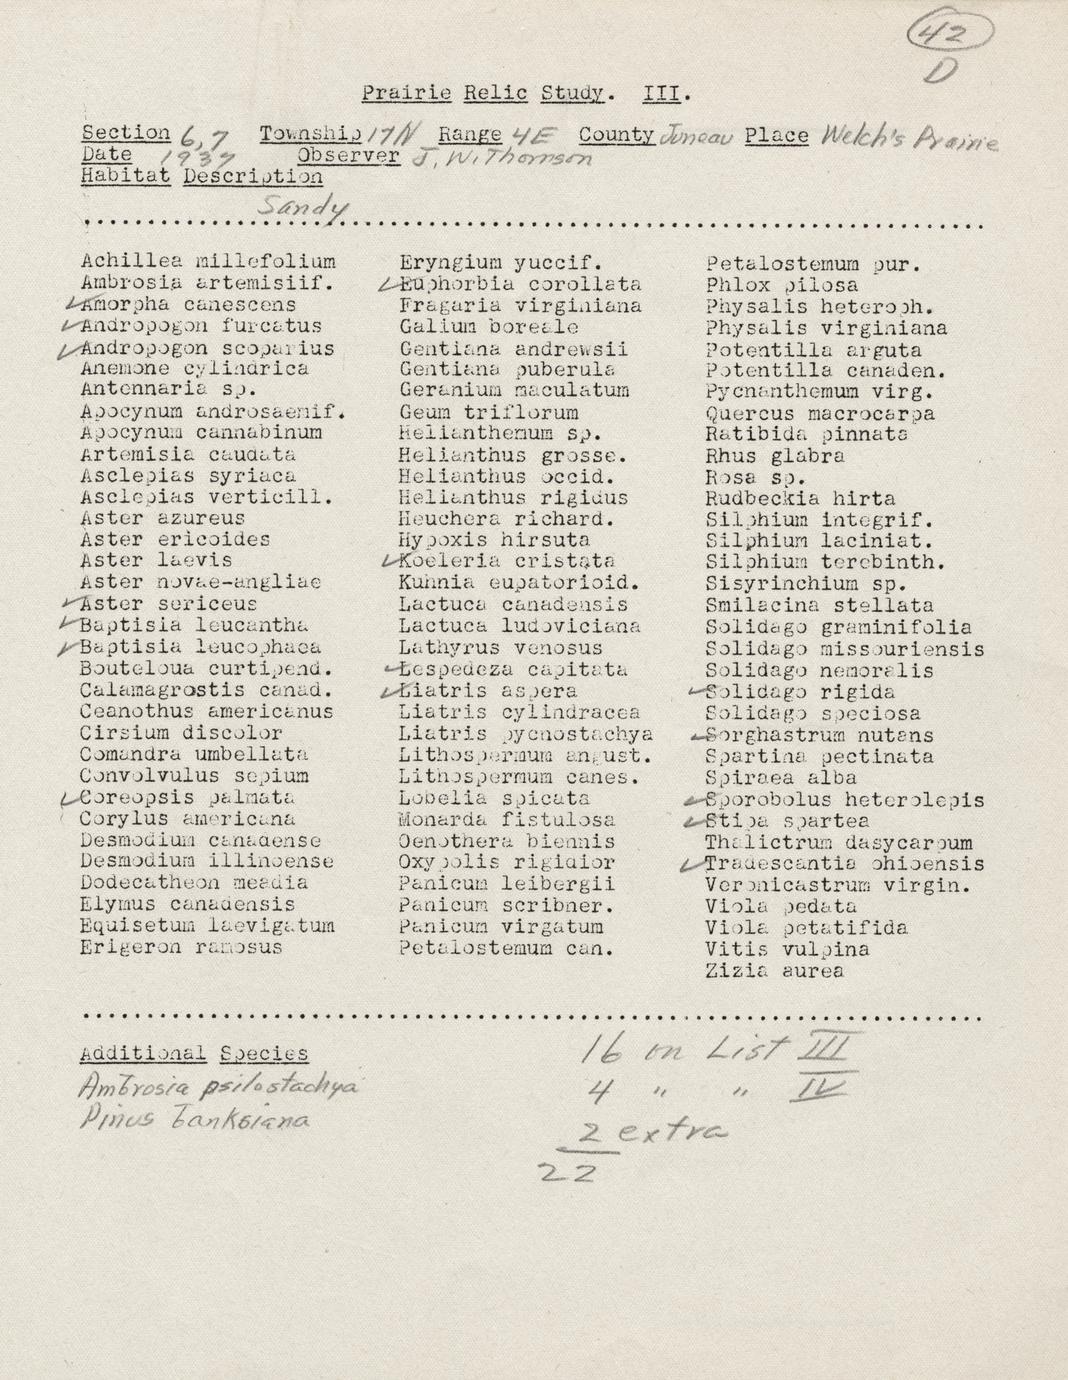 42
D
Prairie Relic Study. III.
Section 6,7 Township 17N Range 4E County Juneau Place Welch's Prairie
Date 1937 Observer J. W. Thomson
Habitat Description
Sandy
Achillea millefolium
Ambrosia artemisiif.
✓Amorpha canescens
✓Andropogon furcatus
✓Andropogon scoparius
Anemone cylindrica
Antennaria sp.
Apocynum androsaemif.
Apocynum cannabinum
Artemisia caudata
Asclepias syriaca
Asclepias verticill.
Aster azureus
Aster ericoides
Aster laevis
Aster novae-angliae
✓Aster sericeus
✓Baptisia leucantha
✓Baptisia leucophaea
Bouteloua curtipend.
Calamagrostis canad.
Ceanothus americanus
Cirsium discolor
Comandra umbellata
Convolvulus sepium
✓Coreopsis palmata
Corylus americana
Desmodium canadense
Desmodium illinoense
Dodecatheon meadia
Elymus canadensis
Equisetum laevigatum
Erigeron ramosus
Eryngium yuccif.
✓Euphorbia corollata
Fragaria virginiana
Galium boreale
Gentiana andrewsii
Gentiana puberula
Geranium maculatum
Geum triflorum
Helianthemum sp.
Helianthus grosse.
Helianthus occid.
Helianthus rigidus
Heuchera richard.
Hypoxis hirsuta
✓Koeleria cristata
Kuhnia eupatorioid.
Lactuca canadensis
Lactuca ludoviciana
Lathyrus venosus
✓Lespedeza capitata
✓Liatris aspera
Liatris cylindracea
Liatris pycnostachya
Lithospermum angust.
Lithospermum canes.
Lobelia spicata
Monarda fistulosa
Oenothera biennis
Oxypolis rigidior
Panicum leibergii
Panicum scribner.
Panicum virgatum
Petalostemum can.
Petalostemum pur.
Phlox pilosa
Physalis heteroph.
Physalis virginiana
Potentilla arguta
Potentilla canaden.
Pycnanthemum virg.
Quercus macrocarpa
Ratibida pinnata
Rhus glabra
Rosa sp.
Rudbeckia hirta
Silphium integrif.
Silphium laciniat.
Silphium terebinth.
Sisyrinchium sp.
Smilacina stellata
Solidago graminifolia
Solidago missouriensis
Solidago nemoralis
✓Solidago rigida
Solidago speciosa
✓Sorghastrum nutans
Spartina pectinata
Spiraea alba
✓Sporobolus heterolepis
✓Stipa spartea
Thalictrum dasycarpum
✓Tradescantia ohioensis
Veronicastrum virgin.
Viola pedata
Viola petatifida
Vitis vulpina
Zizia aurea
Additional Species
Ambrosia psilostachya
Pinus banksiana
16 on List III
4 " " IV
2 extra
22